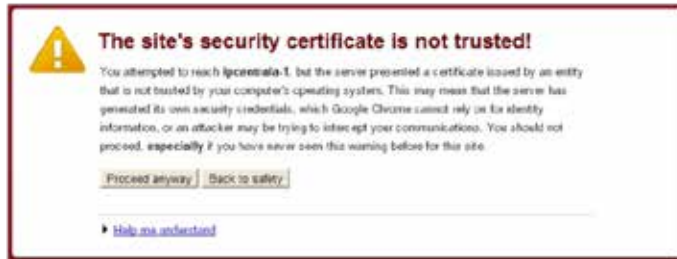 The site's security certificate is not trusted!
You attempted to reach ipcentrala-1, but the server presented a certificate issued by an entity
that is not trusted by your computer's operating system. This may mean that the server has
generated its own security credentials, which Google Chrome cannot rely on for identity
information, or an attacker may be trying to intercept your communications. You should not
proceed, especially if you have never seen this warning before for this site.
Proceed anyway Back to safety
Help me understand